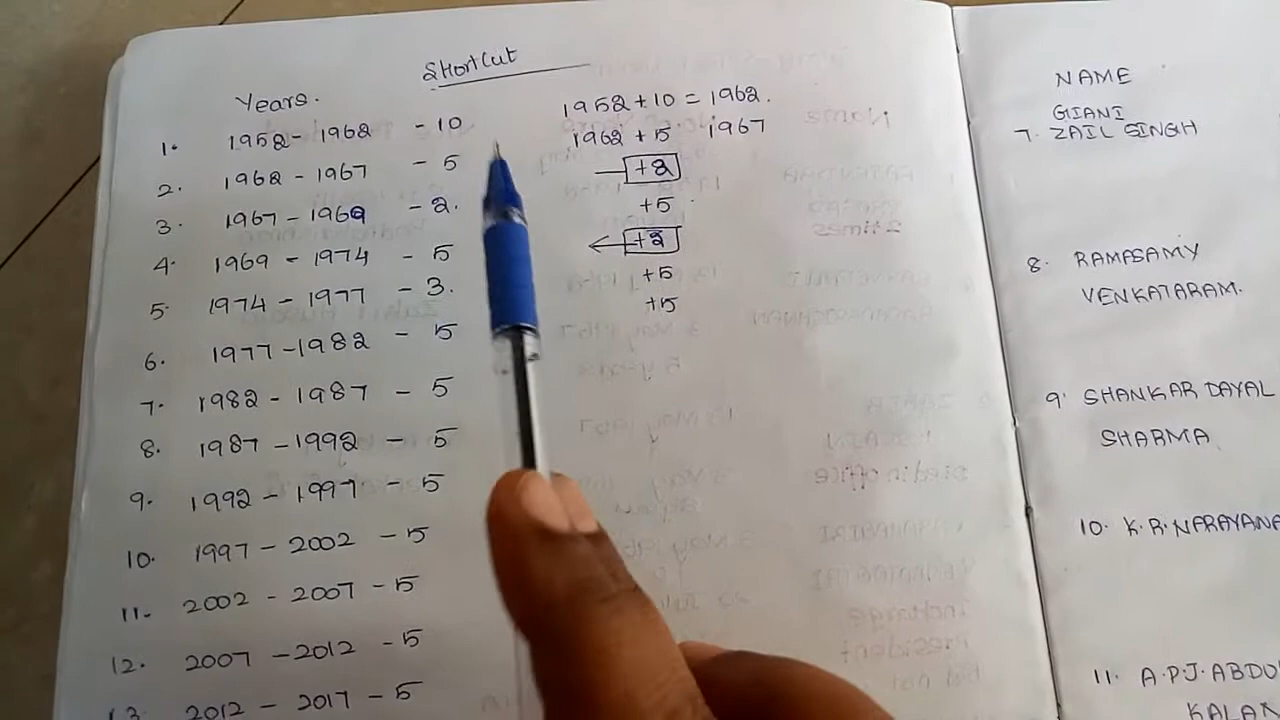 Shortcut
Years.
1. 1952 - 1962 - 10
2. 1962 - 1967 - 5
3. 1967 - 1969 - 2.
4. 1969 - 1974 - 5
5. 1974 - 1977 - 3.
6. 1977 - 1982 - 5
7. 1982 - 1987 - 5
8. 1987 - 1992 - 5
9. 1992 - 1997 - 5
10. 1997 - 2002 - 5
11. 2002 - 2007 - 5
12. 2007 - 2012 - 5
13. 2012 - 2017 - 5
1952 + 10 = 1962.
1962 + 5 1967
+2
+5
+5
+5
NAME
GIANI
7. ZAIL SINGH
8. RAMASAMY
VENKATARAM.
9. SHANKAR DAYAL
SHARMA
10. K.R. NARAYANA
11. A.P.J. ABDU
KALAM